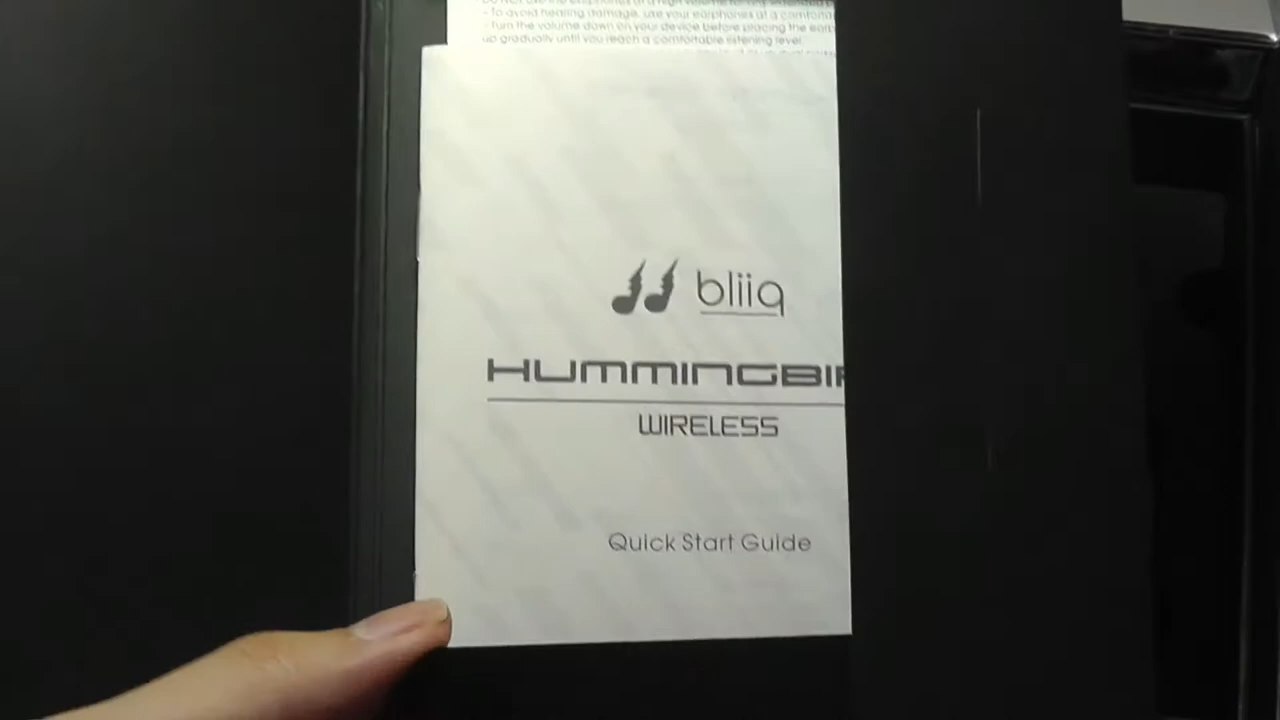 - To avoid hearing damage, use your earphones at a
- Turn the volume down on your device before placing the
up gradually until you reach a comfortable listening level
bliiq
HUMMINGBI
WIRELESS
Quick Start Guide